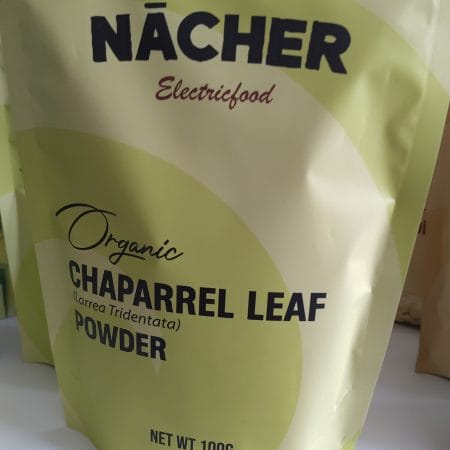 NĀCHER
Electricfood
Organic
CHAPARREL LEAF
(Larrea Tridentata)
POWDER
NET WT 100G